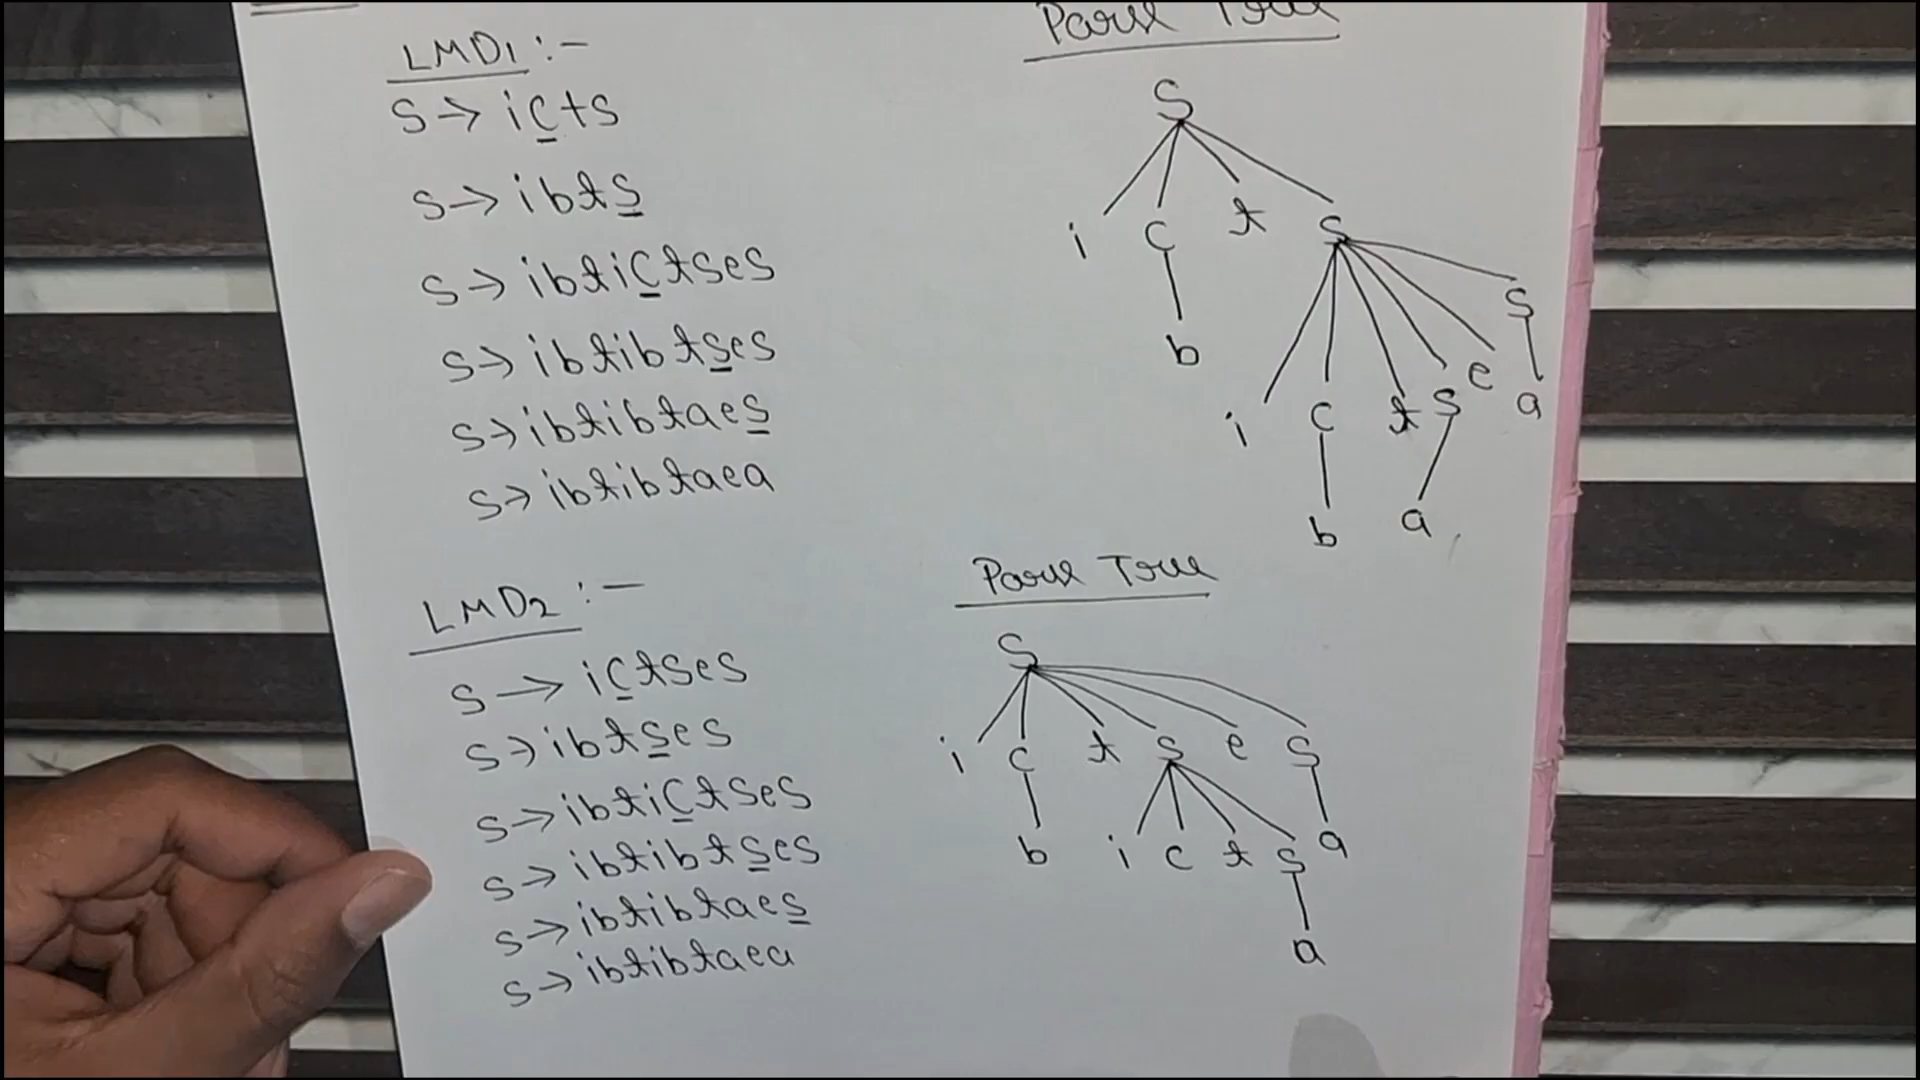 LMD1 :-
S → icts
S → ibts
S → ibtictses
S → ibtibtses
S → ibtibtaes
S → ibtibtaea
Parse Tree
S
i c t s
b
i c t s e s
b a a
LMD2 :-
S → ictses
S → ibtses
S → ibtictses
S → ibtibtses
S → ibtibtaes
S → ibtibtaea
Parse Tree
S
i c t s e s
b i c t s a
a